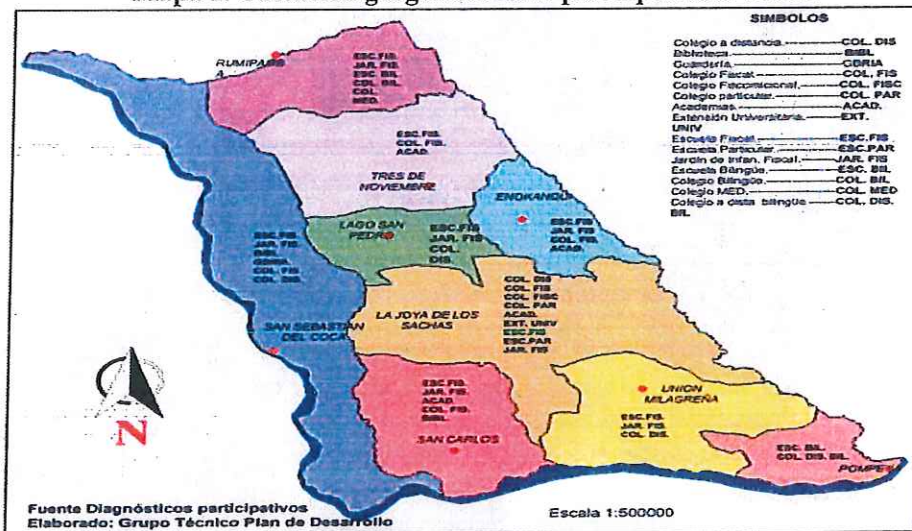 SIMBOLOS
Colegio a distancia COL. DIS
Biblioteca BIBL
Guardería GBRIA
Colegio Fiscal COL. FIS
Colegio Fiscomicional COL. FISC
Colegio particular COL. PAR
Academias ACAD.
Extensión Universitaria EXT.
UNIV
Escuela Fiscal ESC.FIS
Escuela Particular ESC.PAR
Jardín de Infan. Fiscal JAR. FIS
Escuela Bilingüe ESC. BIL
Colegio Bilingüe COL. BIL
Colegio MED. COL. MED
Colegio a dista bilingüe COL. DIS.
BIL
RUMIPAMB
A
ESC.FIS.
JAR. FIS.
ESC. BIL
COL. BIL
COL.
MED.
ESC. FIS.
COL. FIS.
ACAD.
TRES DE
NOVIEMBRE
ENOKANQUI
ESC.FIS
JAR. FIS
COL. FIS.
ACAD.
LAGO SAN
PEDRO
ESC.FIS
JAR. FIS
COL.
DIS.
ESC.FIS.
JAR. FIS.
BIBL
COL. FIS
COL. DIS.
SAN SEBASTIAN
DEL COCA
LA JOYA DE LOS
SACHAS
COL. DIS
COL. FIS
COL. FISC
COL. PAR
ACAD.
EXT. UNIV
ESC.FIS
ESC.PAR
JAR. FIS
ESC.FIS.
JAR. FIS.
ACAD.
COL. FIS.
BIBL
SAN CARLOS
UNION
MILAGREÑA
ESC.FIS.
JAR. FIS.
COL. DIS.
ESC. BIL.
COL. DIS. BIL.
POMPEYA
N
Fuente Diagnósticos participativos
Elaborado: Grupo Técnico Plan de Desarrollo
Escala 1:500000